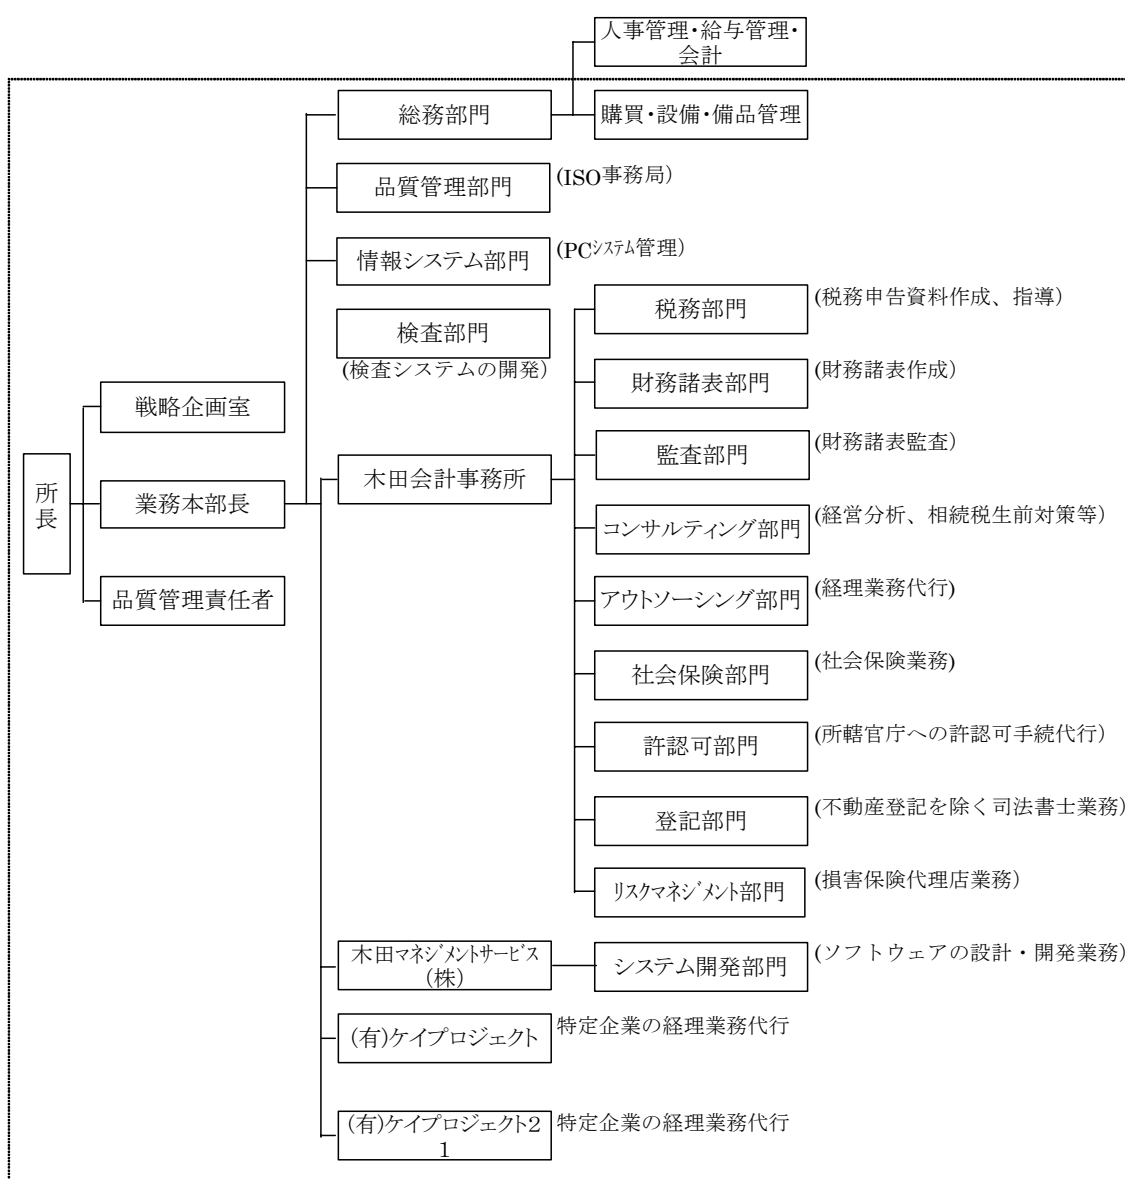 人事管理・給与管理・
会計
総務部門
購買・設備・備品管理
品質管理部門
(ISO事務局)
情報システム部門
(PCｼｽﾃﾑ管理)
検査部門
(検査システムの開発)
税務部門
(税務申告資料作成、指導)
財務諸表部門
(財務諸表作成)
戦略企画室
監査部門
(財務諸表監査)
所長
業務本部長
木田会計事務所
コンサルティング部門
(経営分析、相続税生前対策等)
品質管理責任者
アウトソーシング部門
(経理業務代行)
社会保険部門
(社会保険業務)
許認可部門
(所轄官庁への許認可手続代行)
登記部門
(不動産登記を除く司法書士業務)
ﾘｽｸﾏﾈｼﾞﾒﾝﾄ部門
(損害保険代理店業務)
木田ﾏﾈｼﾞﾒﾝﾄｻｰﾋﾞｽ
(株)
システム開発部門
(ソフトウェアの設計・開発業務)
(有)ケイプロジェクト
特定企業の経理業務代行
(有)ケイプロジェクト2
1
特定企業の経理業務代行